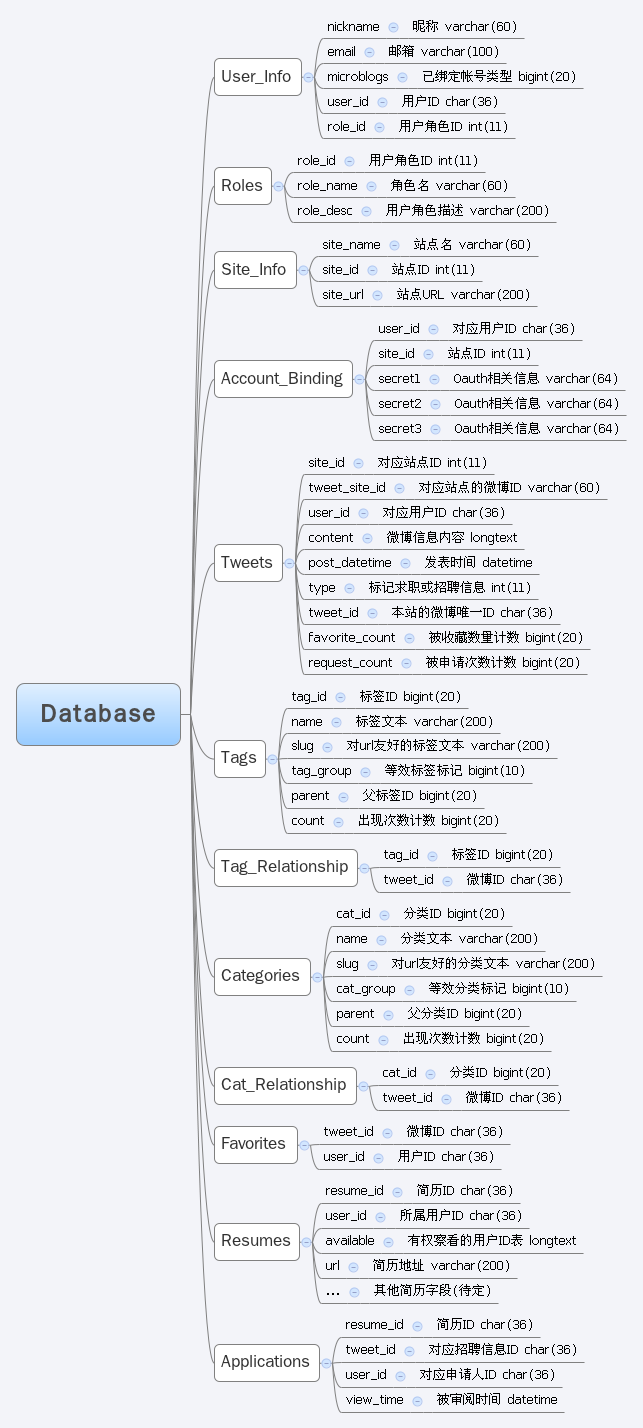 Database
User_Info
nickname 昵称 varchar(60)
email 邮箱 varchar(100)
microblogs 已绑定帐号类型 bigint(20)
user_id 用户ID char(36)
role_id 用户角色ID int(11)
Roles
role_id 用户角色ID int(11)
role_name 角色名 varchar(60)
role_desc 用户角色描述 varchar(200)
Site_Info
site_name 站点名 varchar(60)
site_id 站点ID int(11)
site_url 站点URL varchar(200)
Account_Binding
user_id 对应用户ID char(36)
site_id 站点ID int(11)
secret1 Oauth相关信息 varchar(64)
secret2 Oauth相关信息 varchar(64)
secret3 Oauth相关信息 varchar(64)
Tweets
site_id 对应站点ID int(11)
tweet_site_id 对应站点的微博ID varchar(60)
user_id 对应用户ID char(36)
content 微博信息内容 longtext
post_datetime 发表时间 datetime
type 标记求职或招聘信息 int(11)
tweet_id 本站的微博唯一ID char(36)
favorite_count 被收藏数量计数 bigint(20)
request_count 被申请次数计数 bigint(20)
Tags
tag_id 标签ID bigint(20)
name 标签文本 varchar(200)
slug 对url友好的标签文本 varchar(200)
tag_group 等效标签标记 bigint(10)
parent 父标签ID bigint(20)
count 出现次数计数 bigint(20)
Tag_Relationship
tag_id 标签ID bigint(20)
tweet_id 微博ID char(36)
Categories
cat_id 分类ID bigint(20)
name 分类文本 varchar(200)
slug 对url友好的分类文本 varchar(200)
cat_group 等效分类标记 bigint(10)
parent 父分类ID bigint(20)
count 出现次数计数 bigint(20)
Cat_Relationship
cat_id 分类ID bigint(20)
tweet_id 微博ID char(36)
Favorites
tweet_id 微博ID char(36)
user_id 用户ID char(36)
Resumes
resume_id 简历ID char(36)
user_id 所属用户ID char(36)
available 有权察看的用户ID表 longtext
url 简历地址 varchar(200)
... 其他简历字段(待定)
Applications
resume_id 简历ID char(36)
tweet_id 对应招聘信息ID char(36)
user_id 对应申请人ID char(36)
view_time 被审阅时间 datetime